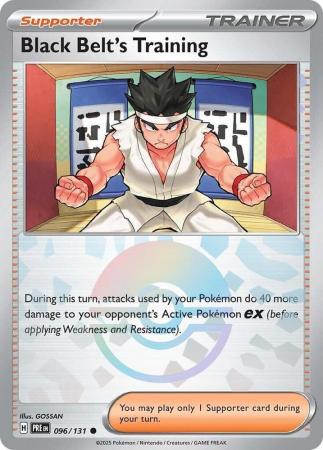 Supporter
TRAINER
Black Belt's Training
During this turn, attacks used by your Pokémon do 40 more
damage to your opponent's Active Pokémon ex (before
applying Weakness and Resistance).
Illus. GOSSAN
H PRE EN 096/131
You may play only 1 Supporter card during
your turn.
©2025 Pokémon / Nintendo / Creatures / GAME FREAK